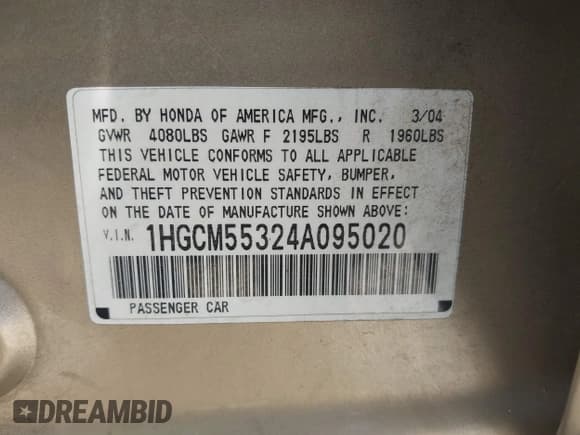 MFD. BY HONDA OF AMERICA MFG., INC. 3/04
GVWR 4080LBS GAWR F 2195LBS R 1960LBS
THIS VEHICLE CONFORMS TO ALL APPLICABLE
FEDERAL MOTOR VEHICLE SAFETY, BUMPER,
AND THEFT PREVENTION STANDARDS IN EFFECT
ON THE DATE OF MANUFACTURE SHOWN ABOVE:
V.I.N. 1HGCM55324A095020
PASSENGER CAR
DREAMBID